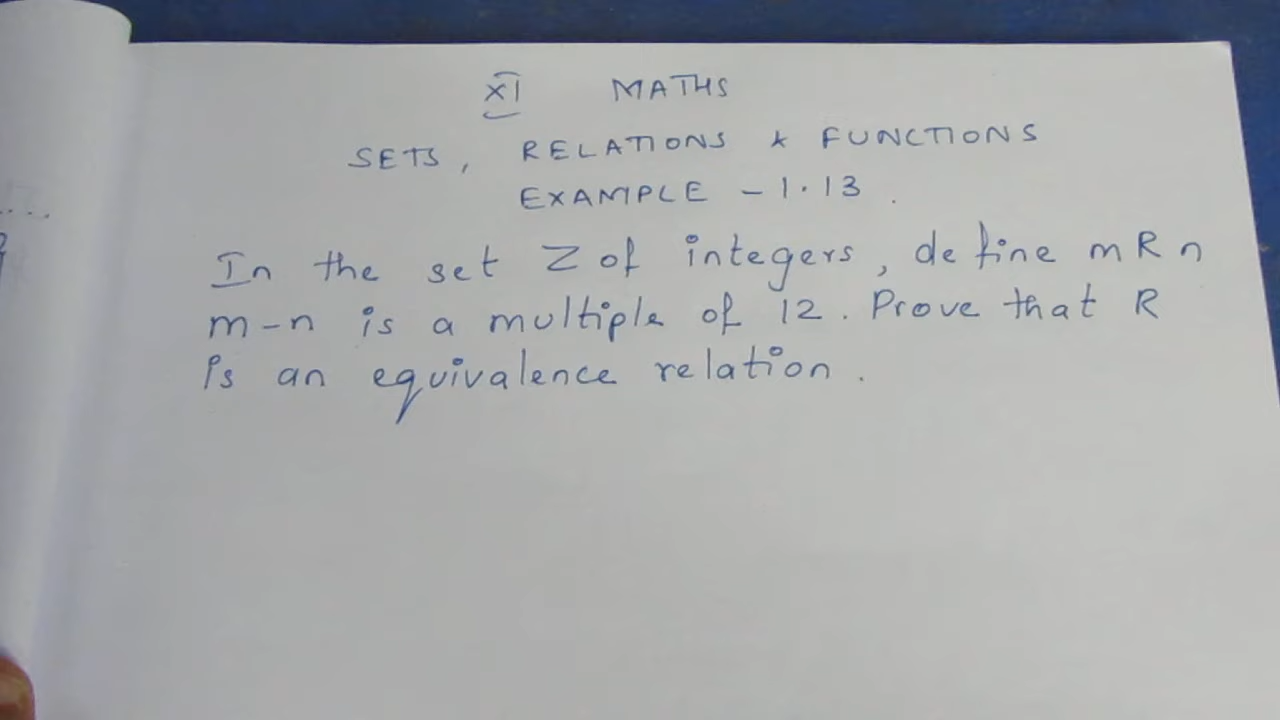 XI MATHS
SETS, RELATIONS & FUNCTIONS
EXAMPLE - 1.13.
In the set Z of integers, define mRn
m-n is a multiple of 12. Prove that R
is an equivalence relation.